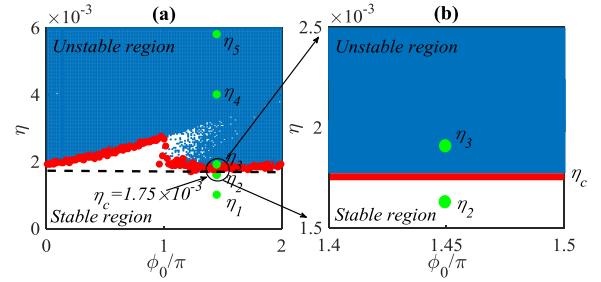 (a)
×10⁻³
6
4
2
0
η
Unstable region
η₅
η₄
η₃
η₂
η₁
η_c=1.75×10⁻³
Stable region
0
1
2
ϕ₀/π
(b)
×10⁻³
2.5
2
1.5
η
Unstable region
η₃
η_c
η₂
Stable region
1.4
1.45
1.5
ϕ₀/π